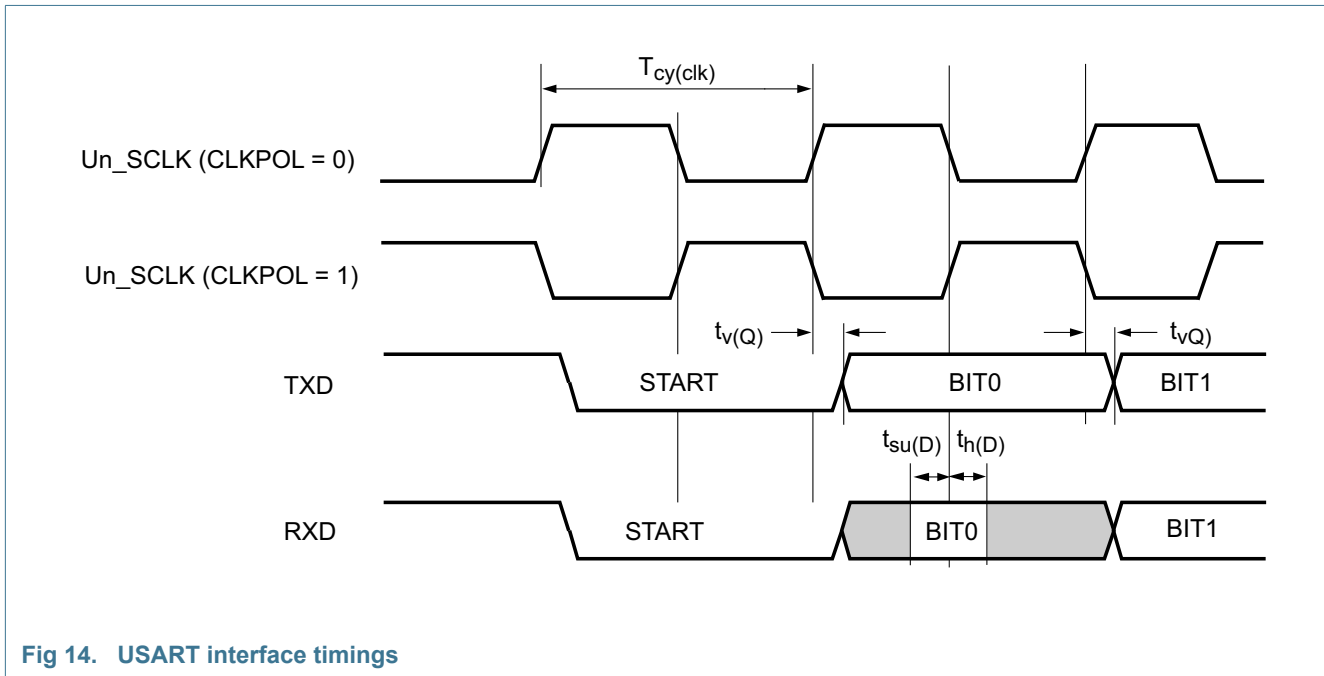 Tcy(clk)
Un_SCLK (CLKPOL = 0)
Un_SCLK (CLKPOL = 1)
tv(Q) tvQ)
TXD START BIT0 BIT1
tsu(D) th(D)
RXD START BIT0 BIT1
Fig 14. USART interface timings